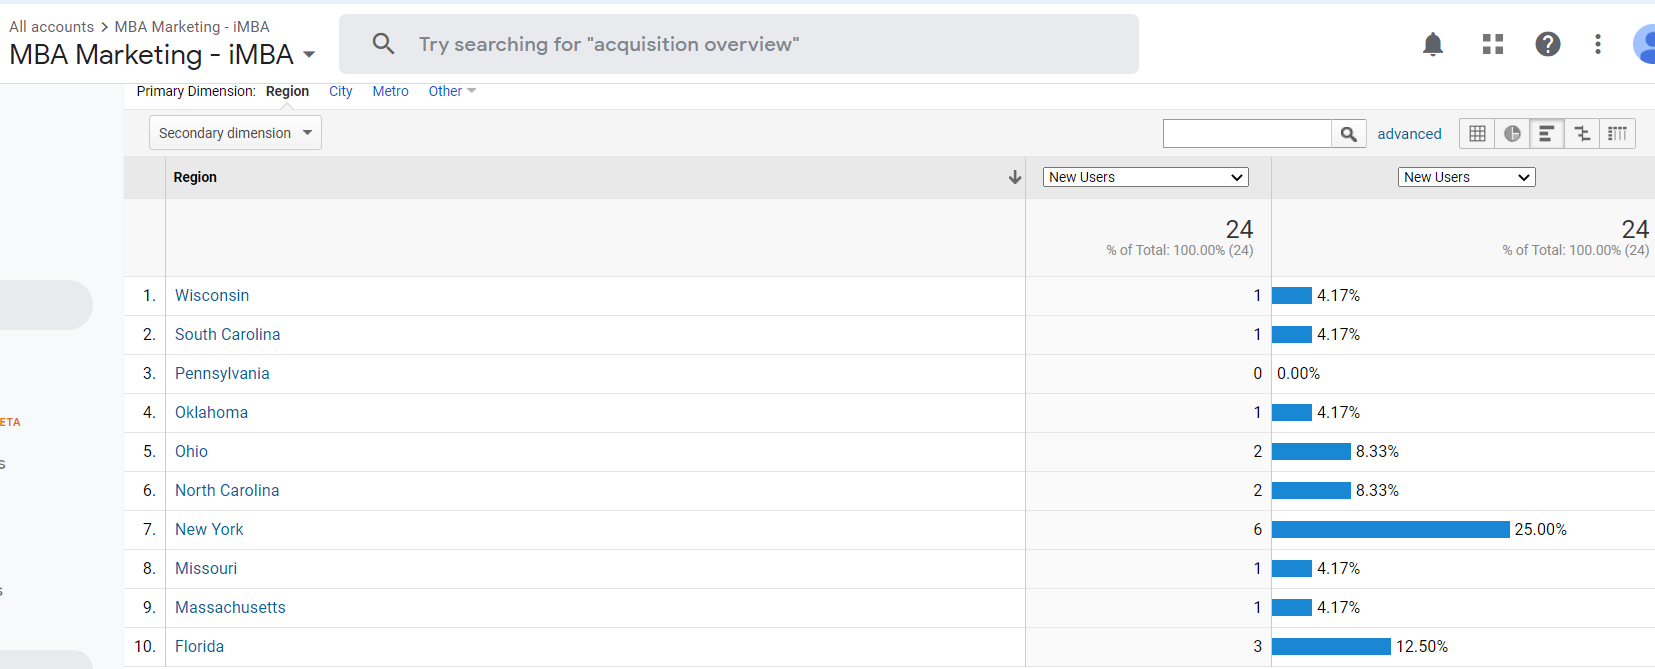 All accounts > MBA Marketing - iMBA
MBA Marketing - iMBA
Try searching for "acquisition overview"
Primary Dimension: Region City Metro Other
Secondary dimension
advanced
Region New Users New Users
24 24
% of Total: 100.00% (24) % of Total: 100.00% (24)
1. Wisconsin 1 4.17%
2. South Carolina 1 4.17%
3. Pennsylvania 0 0.00%
4. Oklahoma 1 4.17%
ETA
5. Ohio 2 8.33%
s
6. North Carolina 2 8.33%
7. New York 6 25.00%
8. Missouri 1 4.17%
s
9. Massachusetts 1 4.17%
10. Florida 3 12.50%